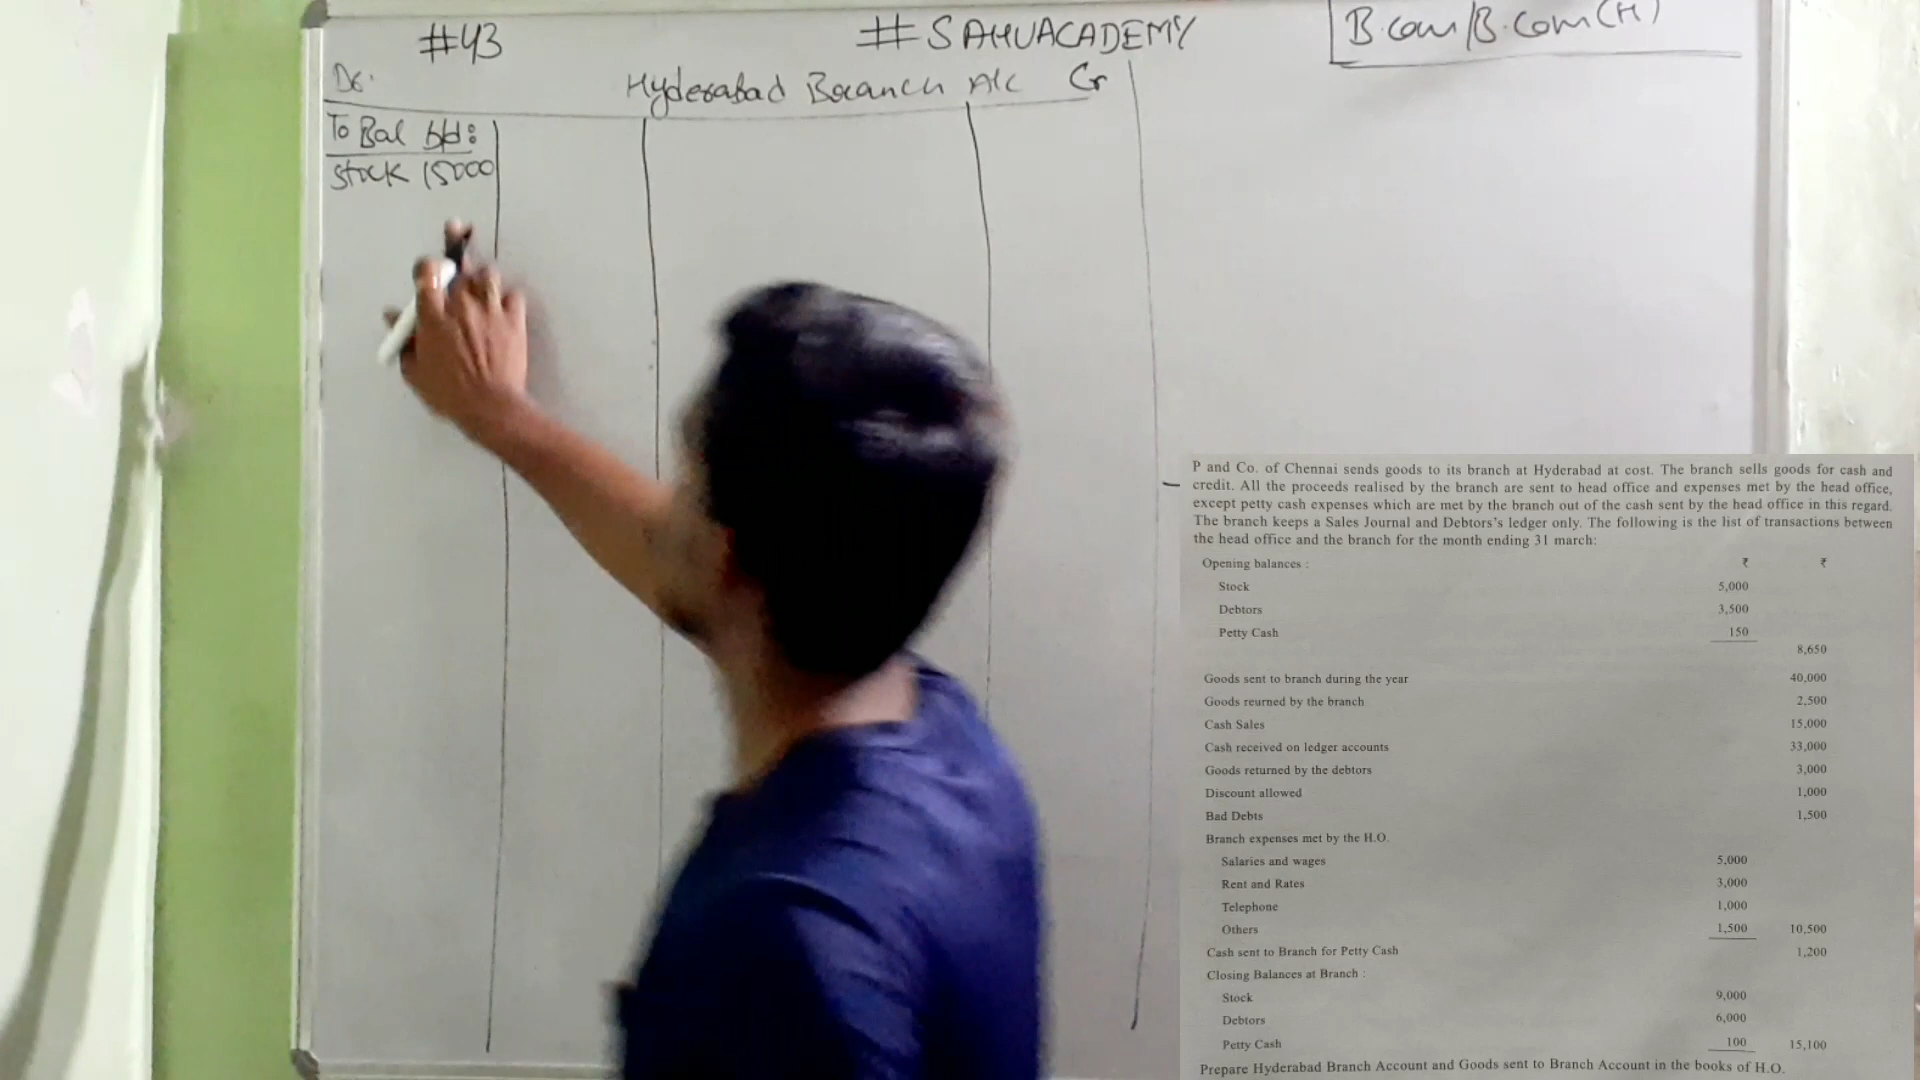 #43
#SAHUACADEMY
B.com/B.Com(H)
Dr.
Hyderabad Branch A/c
Cr
To Bal b/d:
Stock 15000
P and Co. of Chennai sends goods to its branch at Hyderabad at cost. The branch sells goods for cash and
credit. All the proceeds realised by the branch are sent to head office and expenses met by the head office,
except petty cash expenses which are met by the branch out of the cash sent by the head office in this regard.
The branch keeps a Sales Journal and Debtors's ledger only. The following is the list of transactions between
the head office and the branch for the month ending 31 march:
Opening balances : ₹ ₹
Stock 5,000
Debtors 3,500
Petty Cash 150
8,650
Goods sent to branch during the year 40,000
Goods reurned by the branch 2,500
Cash Sales 15,000
Cash received on ledger accounts 33,000
Goods returned by the debtors 3,000
Discount allowed 1,000
Bad Debts 1,500
Branch expenses met by the H.O.
Salaries and wages 5,000
Rent and Rates 3,000
Telephone 1,000
Others 1,500 10,500
Cash sent to Branch for Petty Cash 1,200
Closing Balances at Branch :
Stock 9,000
Debtors 6,000
Petty Cash 100 15,100
Prepare Hyderabad Branch Account and Goods sent to Branch Account in the books of H.O.